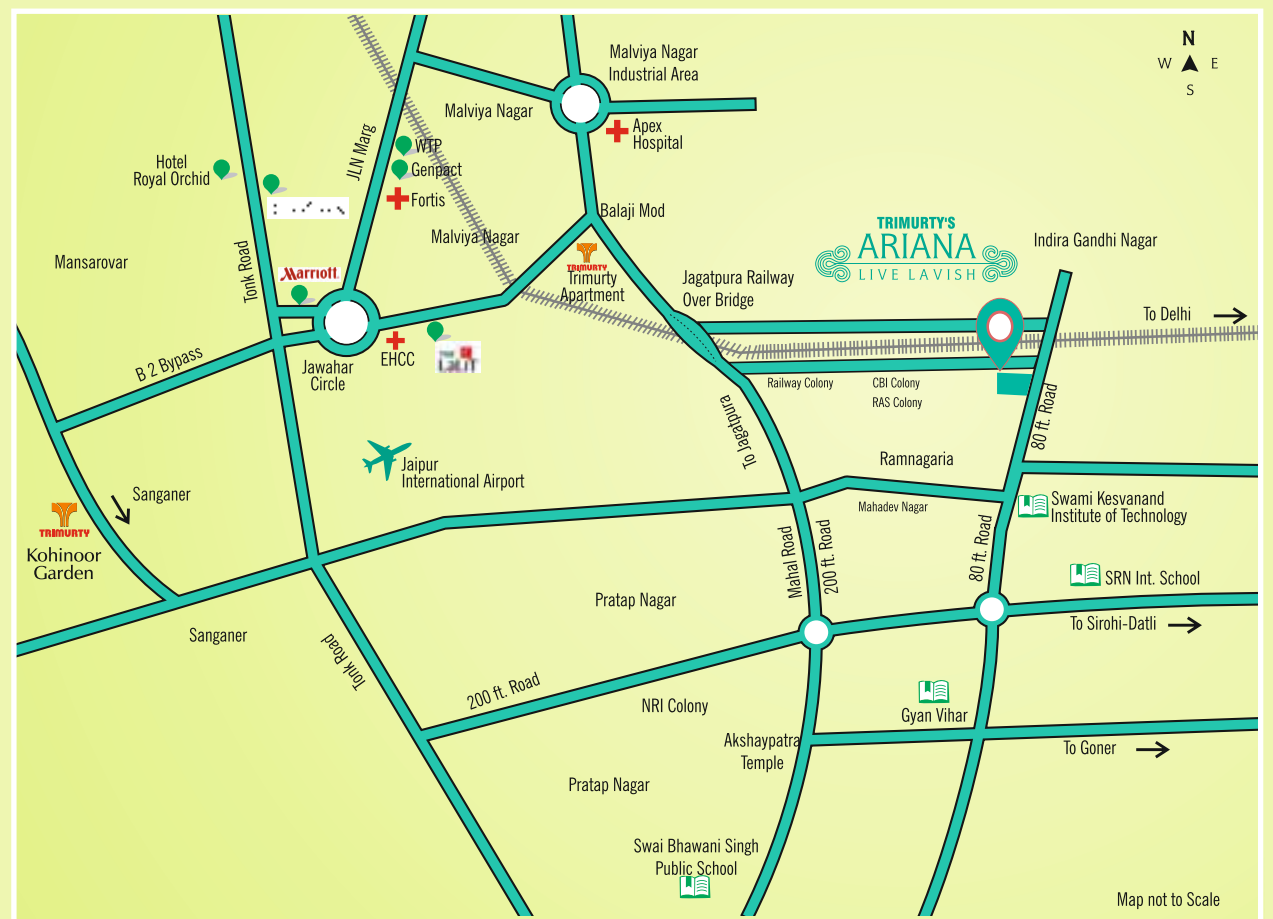 N
W E
S
Malviya Nagar
Industrial Area
Malviya Nagar
Apex
Hospital
JLN Marg
WTP
Genpact
Fortis
Hotel
Royal Orchid
Balaji Mod
Malviya Nagar
TRIMURTY'S
ARIANA
LIVE LAVISH
Indira Gandhi Nagar
Mansarovar
Tonk Road
Marriott
TRIMURTY
Trimurty
Apartment
Jagatpura Railway
Over Bridge
To Delhi
B 2 Bypass
Jawahar
Circle
EHCC
LaLiT
Railway Colony
CBI Colony
RAS Colony
80 ft. Road
To Jagatpura
Jaipur
International Airport
Ramnagaria
Mahadev Nagar
Sanganer
TRIMURTY
Kohinoor
Garden
Swami Kesvanand
Institute of Technology
Mahal Road
200 ft. Road
80 ft. Road
SRN Int. School
To Sirohi-Datli
Pratap Nagar
Sanganer
Tonk Road
200 ft. Road
NRI Colony
Gyan Vihar
Akshaypatra
Temple
To Goner
Pratap Nagar
Swai Bhawani Singh
Public School
Map not to Scale